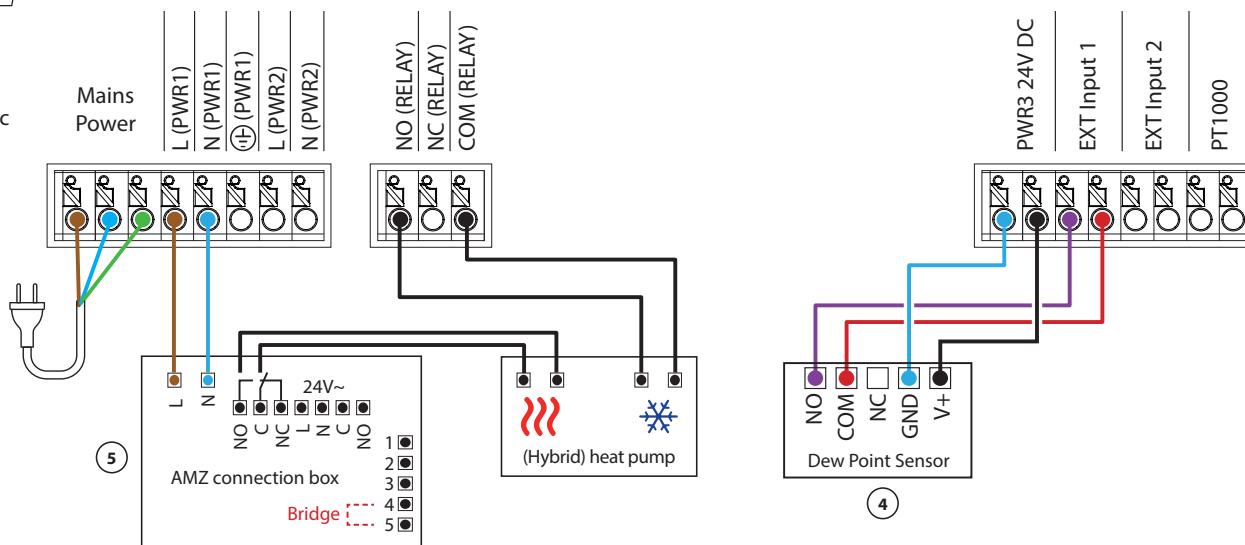 c
Mains
Power
L (PWR1)
N (PWR1)
(PWR1)
L (PWR2)
N (PWR2)
NO (RELAY)
NC (RELAY)
COM (RELAY)
PWR3 24V DC
EXT Input 1
EXT Input 2
PT1000
L
N
24V~
NO
C
NC
L
N
C
NO
1
2
3
4
5
AMZ connection box
Bridge
5
(Hybrid) heat pump
NO
COM
NC
GND
V+
Dew Point Sensor
4